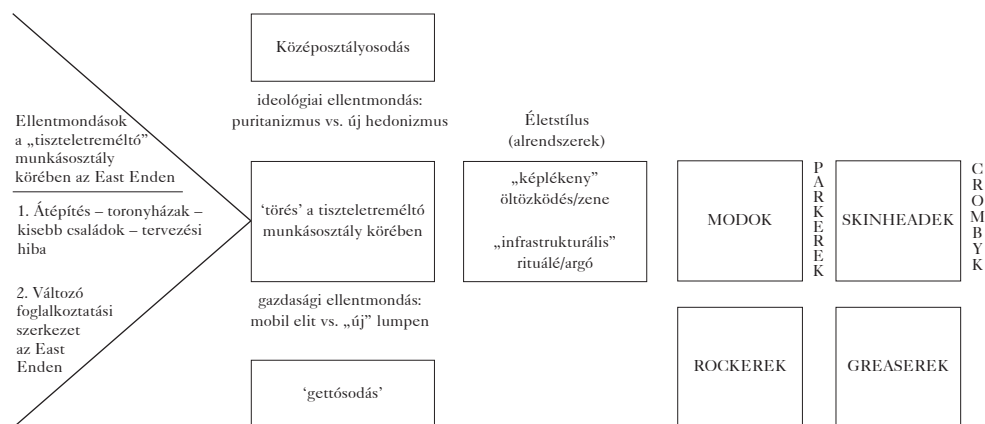 Ellentmondások
a „tiszteletreméltó”
munkásosztály
körében az East Enden
1. Átépítés – toronyházak –
kisebb családok – tervezési
hiba
2. Változó
foglalkoztatási
szerkezet
az East
Enden
Középosztályosodás
ideológiai ellentmondás:
puritanizmus vs. új hedonizmus
‘törés’ a tiszteletreméltó
munkásosztály körében
gazdasági ellentmondás:
mobil elit vs. „új” lumpen
‘gettósodás’
Életstílus
(alrendszerek)
„képlékeny”
öltözködés/zene
„infrastrukturális”
rituálé/argó
MODOK
PARKEREK
SKINHEADEK
CROMBYK
ROCKEREK
GREASEREK